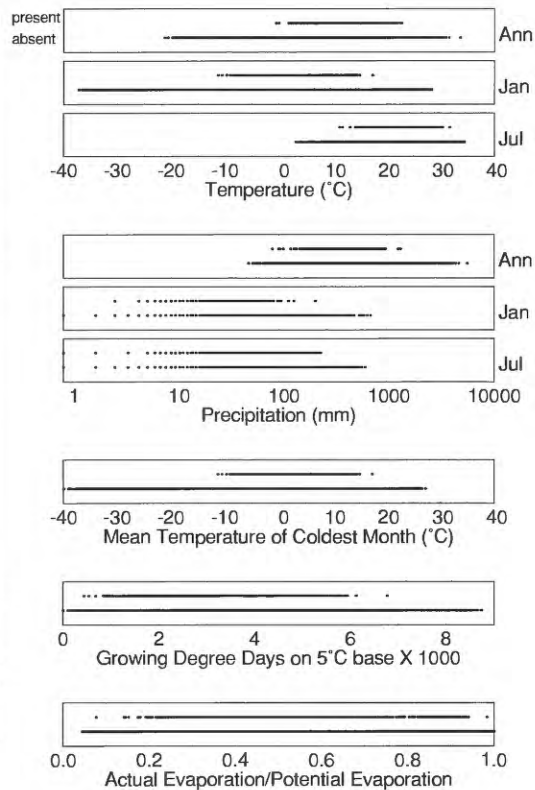 present
absent
Ann
Jan
Jul
-40 -30 -20 -10 0 10 20 30 40
Temperature (˚C)
Ann
Jan
Jul
1 10 100 1000 10000
Precipitation (mm)
-40 -30 -20 -10 0 10 20 30 40
Mean Temperature of Coldest Month (˚C)
0 2 4 6 8
Growing Degree Days on 5˚C base X 1000
0.0 0.2 0.4 0.6 0.8 1.0
Actual Evaporation/Potential Evaporation